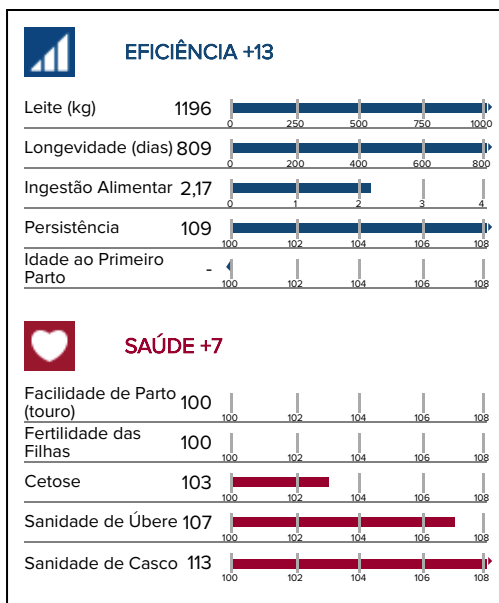 EFICIÊNCIA +13
Leite (kg) 1196
0 250 500 750 1000
Longevidade (dias) 809
0 200 400 600 800
Ingestão Alimentar 2,17
0 1 2 3 4
Persistência 109
100 102 104 106 108
Idade ao Primeiro
Parto -
100 102 104 106 108
SAÚDE +7
Facilidade de Parto
(touro) 100
100 102 104 106 108
Fertilidade das
Filhas 100
100 102 104 106 108
Cetose 103
100 102 104 106 108
Sanidade de Úbere 107
100 102 104 106 108
Sanidade de Casco 113
100 102 104 106 108